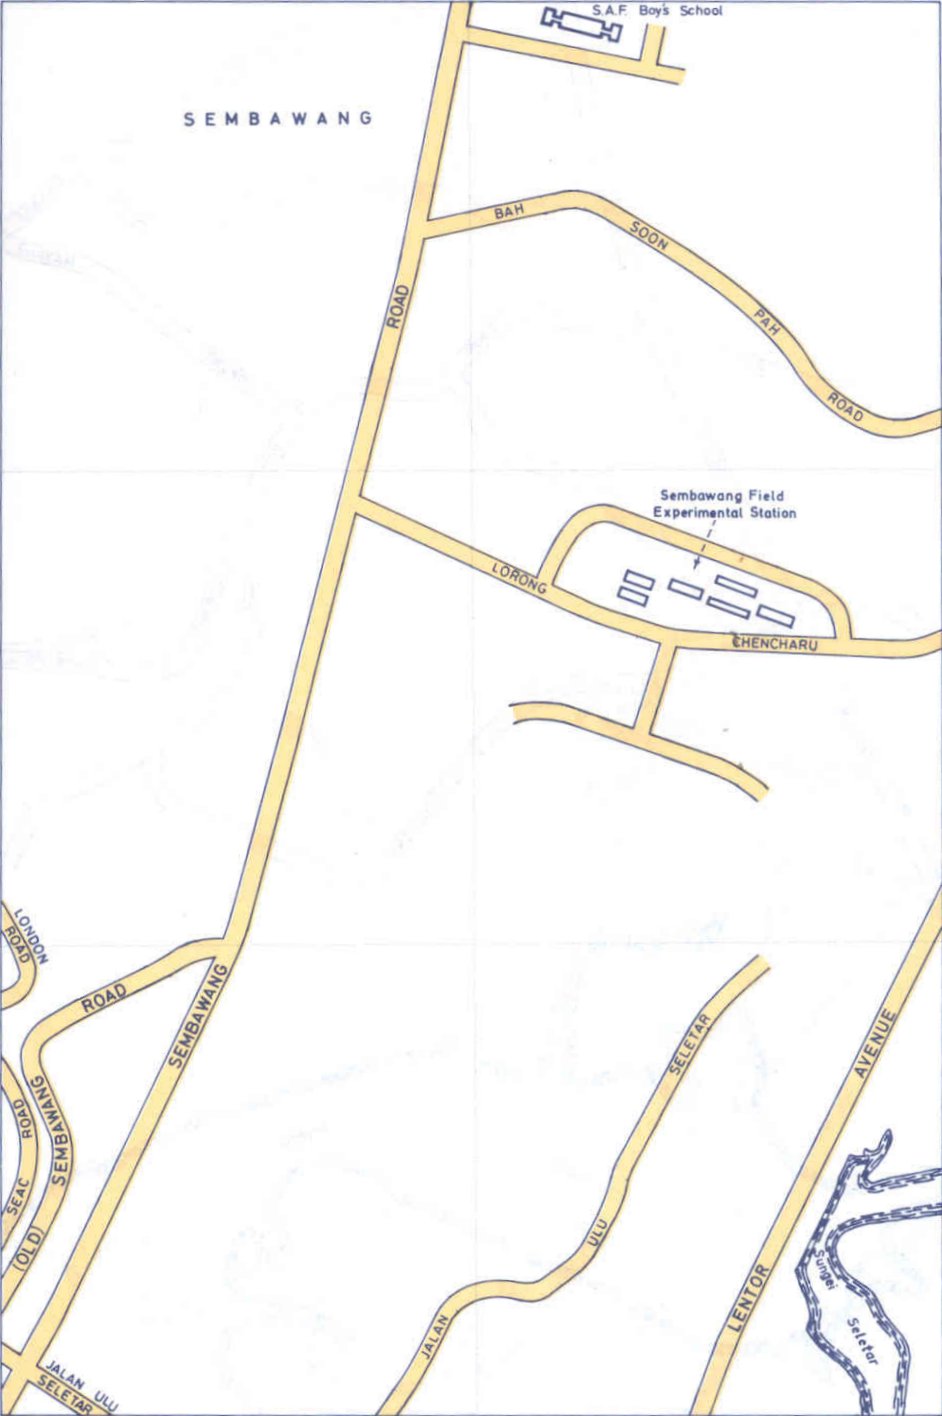 S.A.F. Boy's School
SEMBAWANG
BAH SOON PAH ROAD
ROAD
Sembawang Field
Experimental Station
LORONG CHENCHARU
LONDON
ROAD
ROAD
SEMBAWANG
SEMBAWANG
(OLD)
SEAC ROAD
JALAN ULU
SELETAR
JALAN ULU SELETAR
LENTOR AVENUE
Sungei
Seletar